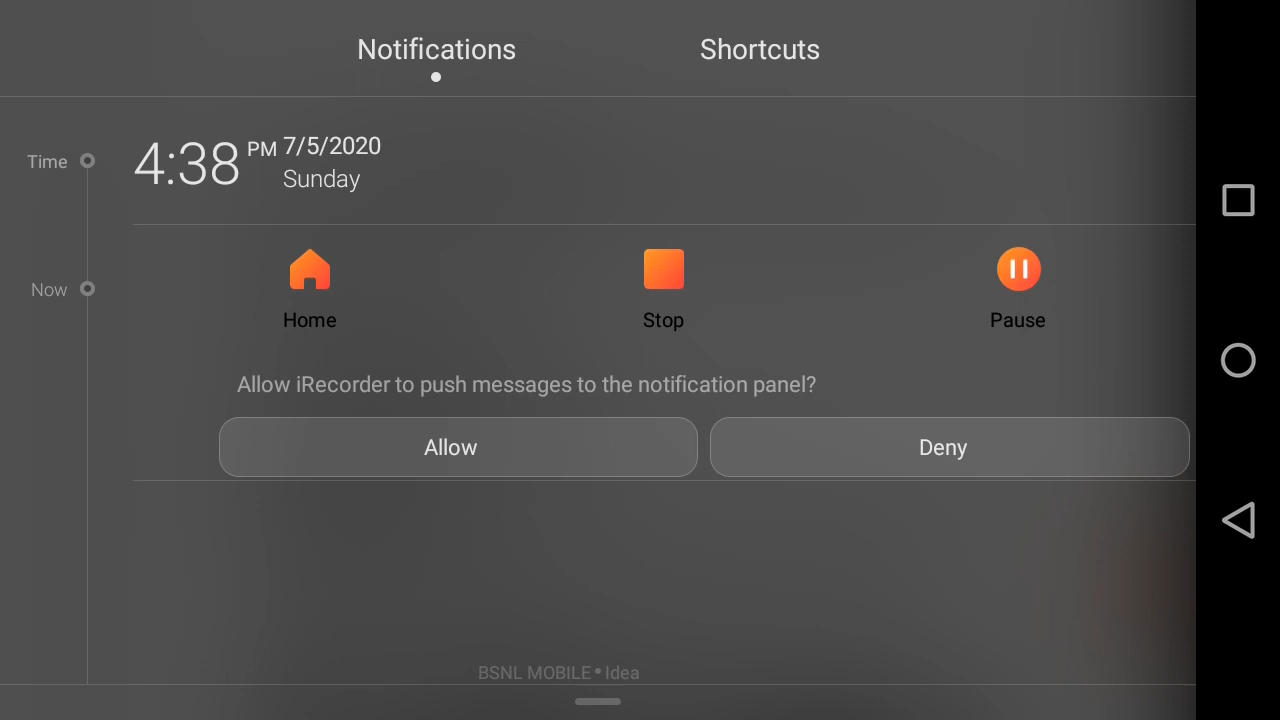 Notifications Shortcuts
Time 4:38 PM 7/5/2020
Sunday
Now
Home Stop Pause
Allow iRecorder to push messages to the notification panel?
Allow Deny
BSNL MOBILE • Idea